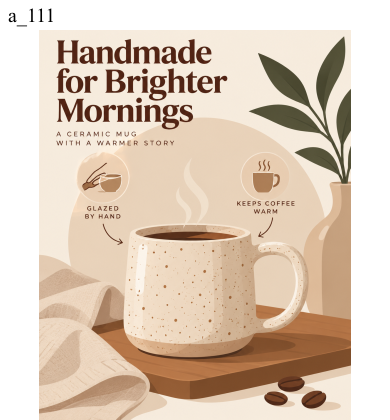 a_111
Handmade
for Brighter
Mornings
A CERAMIC MUG
WITH A WARMER STORY
GLAZED
BY HAND
KEEPS COFFEE
WARM